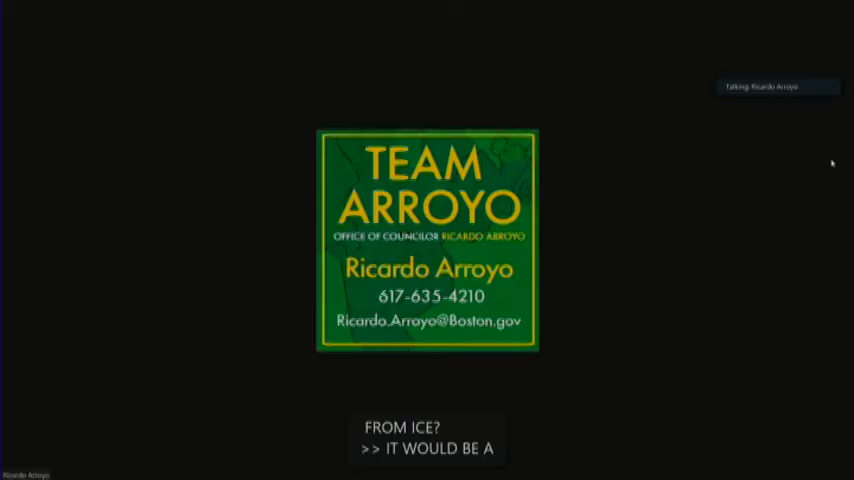 Talking: Ricardo Arroyo
TEAM
ARROYO
OFFICE OF COUNCILOR RICARDO ARROYO
Ricardo Arroyo
617-635-4210
Ricardo.Arroyo@Boston.gov
FROM ICE?
>> IT WOULD BE A
Ricardo Arroyo